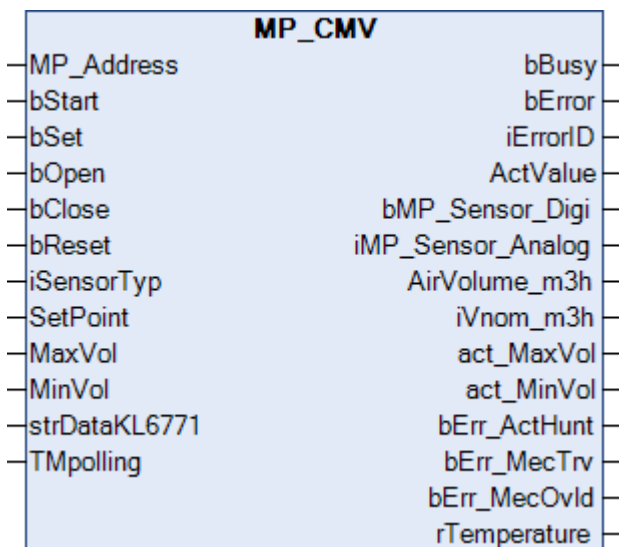 MP_CMV
MP_Address bBusy
bStart bError
bSet iErrorID
bOpen ActValue
bClose bMP_Sensor_Digi
bReset iMP_Sensor_Analog
iSensorTyp AirVolume_m3h
SetPoint iVnom_m3h
MaxVol act_MaxVol
MinVol act_MinVol
strDataKL6771 bErr_ActHunt
TMpolling bErr_MecTrv
bErr_MecOvld
rTemperature